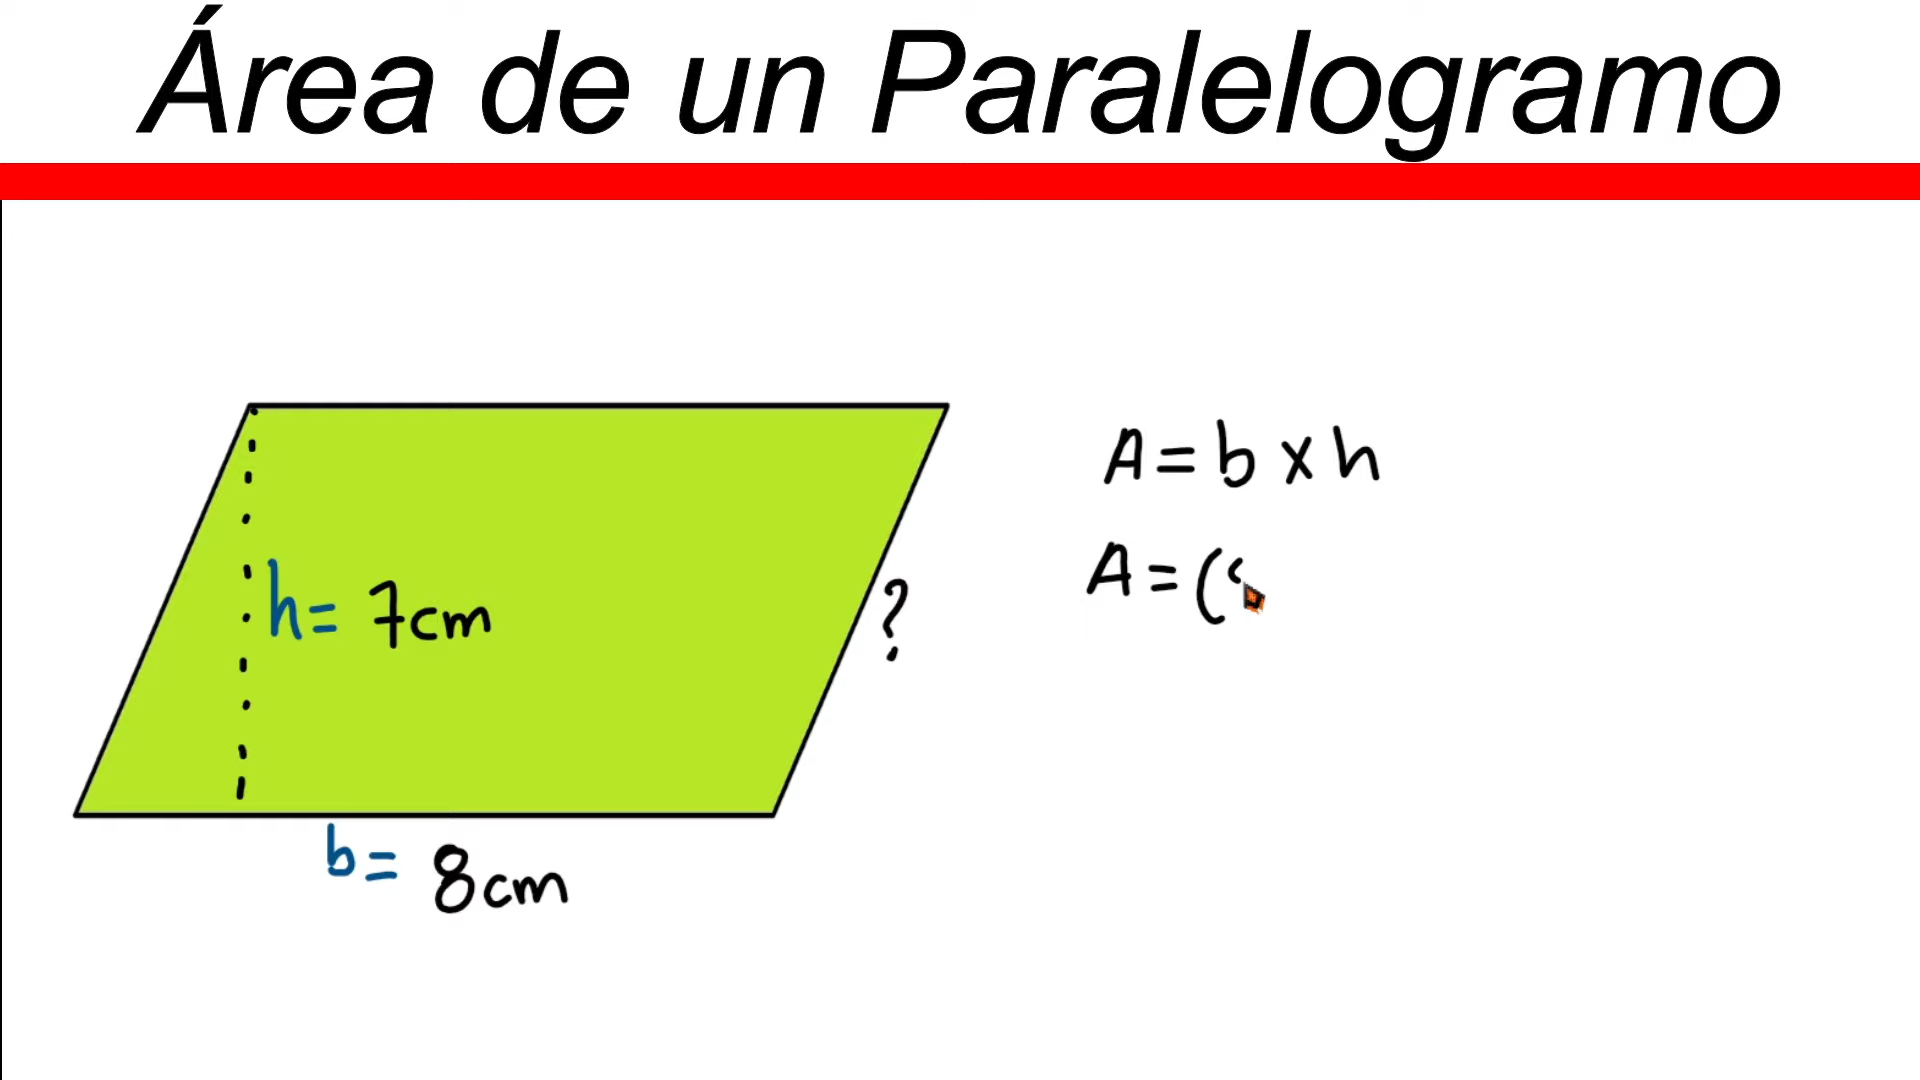 Área de un Paralelogramo
A = b x h
A = (
h = 7cm
?
b = 8cm